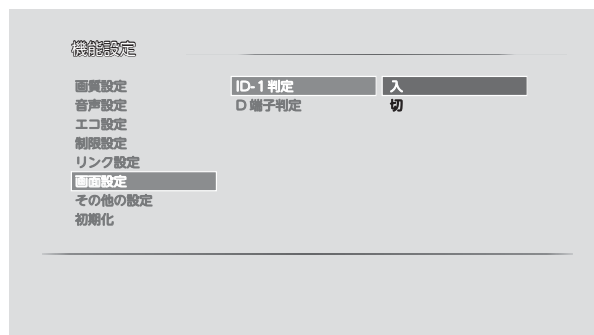 機能設定
画質設定
音声設定
エコ設定
制限設定
リンク設定
画面設定
その他の設定
初期化
ID-1判定
D端子判定
入
切